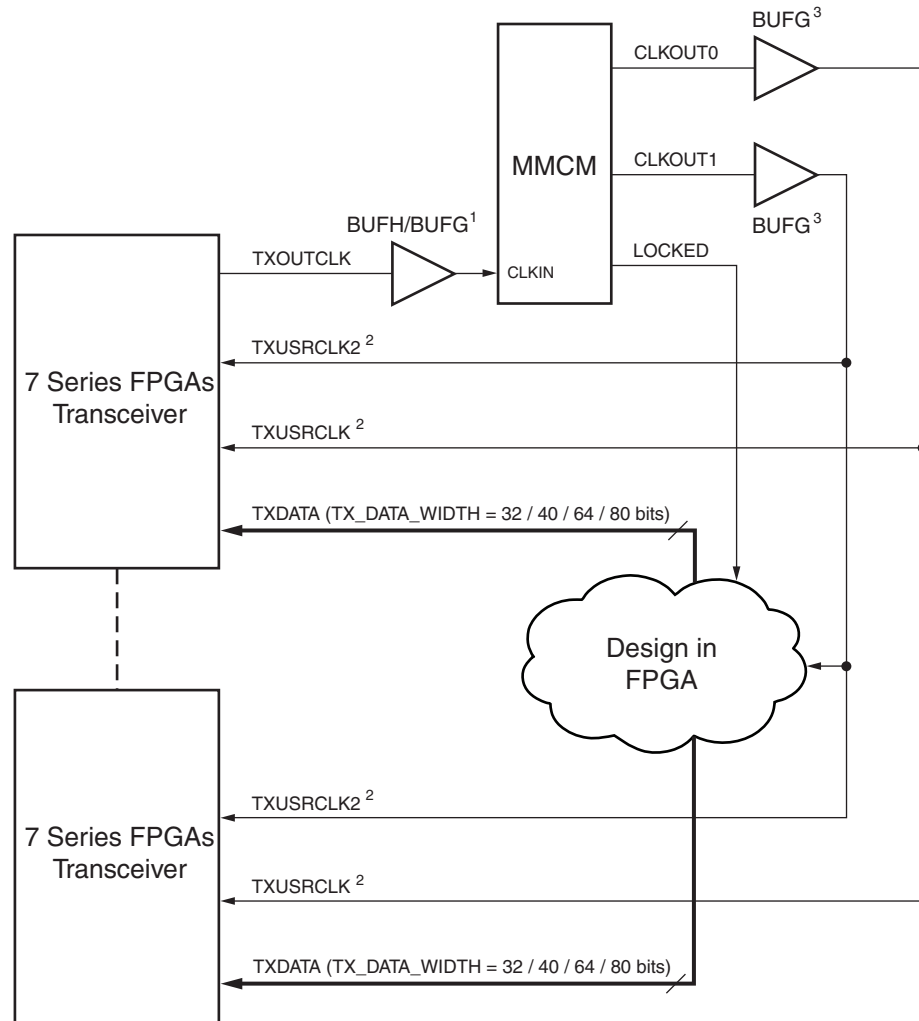 BUFG³
CLKOUT0
MMCM
CLKOUT1
BUFG³
BUFH/BUFG¹
TXOUTCLK
CLKIN
LOCKED
7 Series FPGAs
Transceiver
TXUSRCLK2 ²
TXUSRCLK ²
TXDATA (TX_DATA_WIDTH = 32 / 40 / 64 / 80 bits)
Design in
FPGA
7 Series FPGAs
Transceiver
TXUSRCLK2 ²
TXUSRCLK ²
TXDATA (TX_DATA_WIDTH = 32 / 40 / 64 / 80 bits)